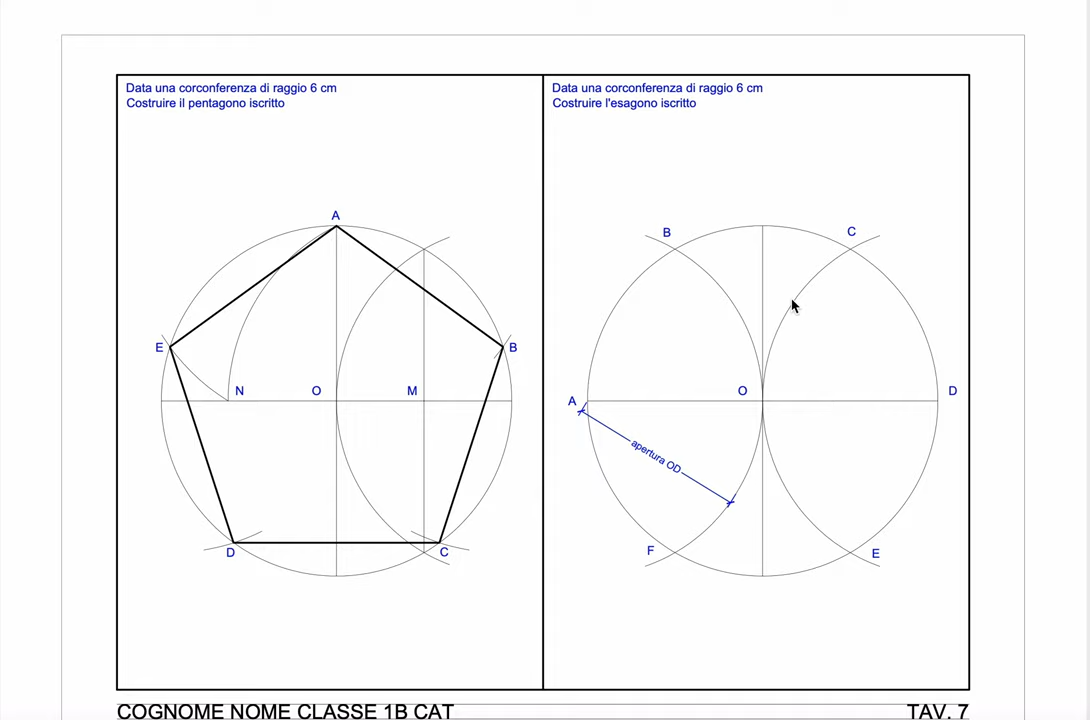 Data una corconferenza di raggio 6 cm
Costruire il pentagono iscritto
A
E
B
N
O
M
D
C
Data una corconferenza di raggio 6 cm
Costruire l'esagono iscritto
B
C
A
O
D
apertura OD
F
E
COGNOME NOME CLASSE 1B CAT
TAV. 7